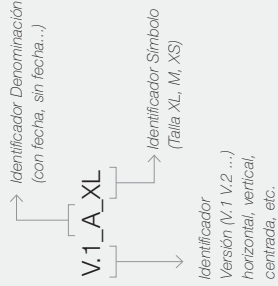 Identificador Denominación
(con fecha, sin fecha...)
V.1_A_XL
Identificador Símbolo
(Talla XL, M, XS)
Identificador
Versión (V.1 V.2 ...)
horizontal, vertical,
centrada, etc.